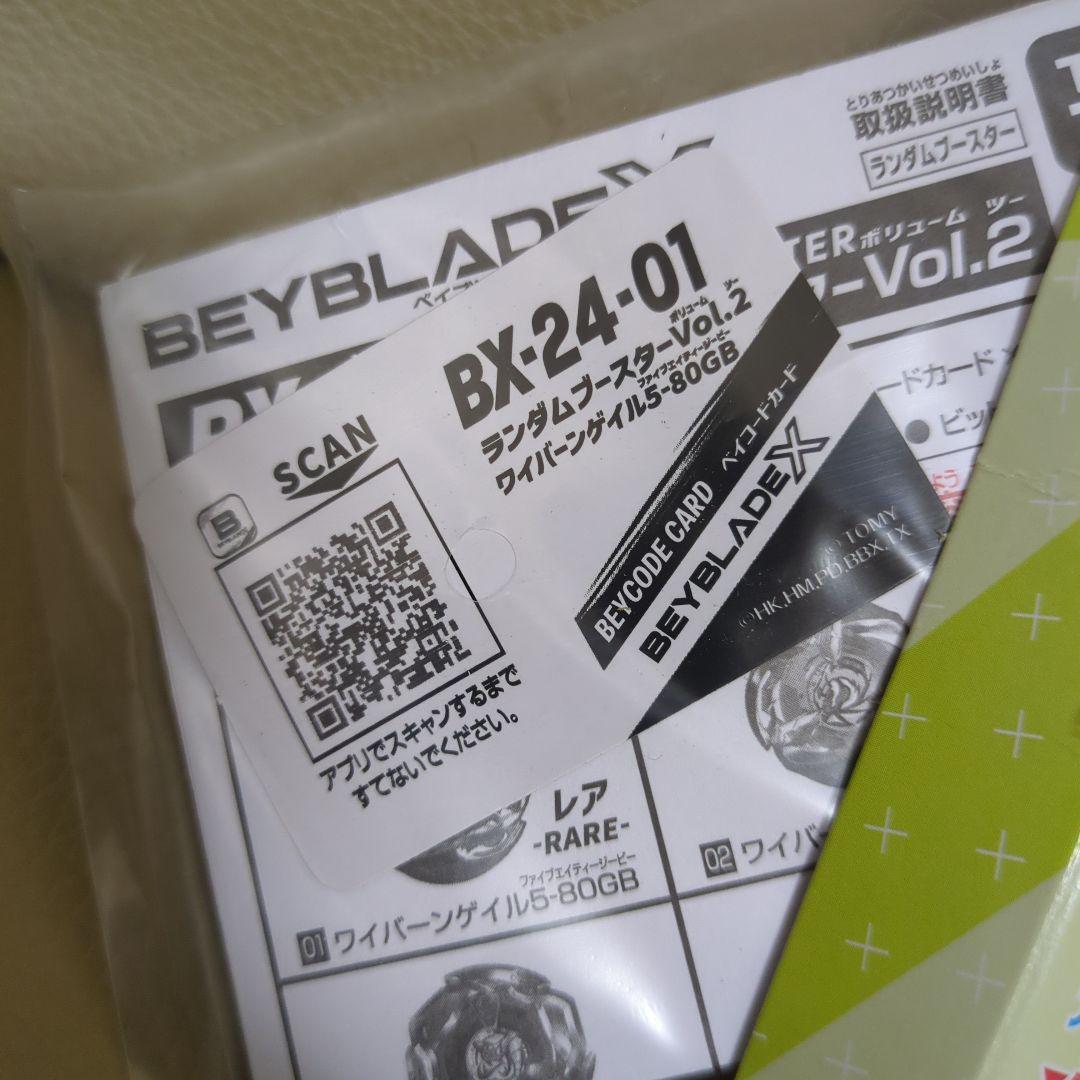 とりあつかいせつめいしょ
取扱説明書
ランダムブースター
BEYBLADE X
ボリューム ツー
Vol.2
BX-24-01
ボリューム ツー
ランダムブースターVol.2
ファイブエイティージービー
ワイバーンゲイル5-80GB
SCAN
B
アプリでスキャンするまで
すてないでください。
BEYCODE CARD ベイコードカード
BEYBLADE X
© TOMY
©HK,HM,PD,BBX,TX
ードカード
●ビッ
レア
-RARE-
ファイブエイティージービー
01 ワイバーンゲイル5-80GB
02 ワイバー